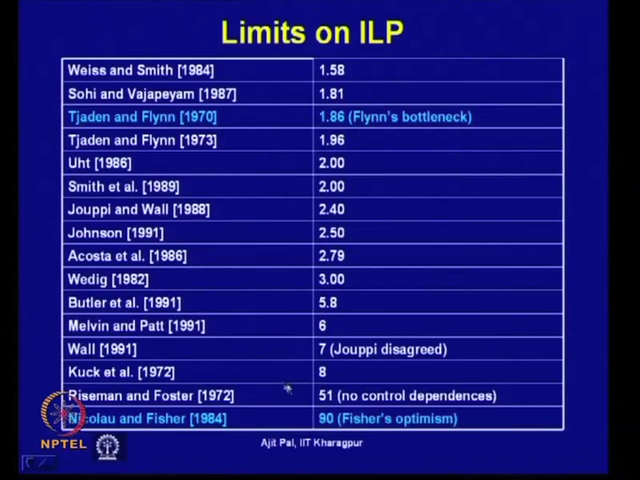 Limits on ILP
Weiss and Smith [1984] 1.58
Sohi and Vajapeyam [1987] 1.81
Tjaden and Flynn [1970] 1.86 (Flynn's bottleneck)
Tjaden and Flynn [1973] 1.96
Uht [1986] 2.00
Smith et al. [1989] 2.00
Jouppi and Wall [1988] 2.40
Johnson [1991] 2.50
Acosta et al. [1986] 2.79
Wedig [1982] 3.00
Butler et al. [1991] 5.8
Melvin and Patt [1991] 6
Wall [1991] 7 (Jouppi disagreed)
Kuck et al. [1972] 8
Riseman and Foster [1972] 51 (no control dependences)
Nicolau and Fisher [1984] 90 (Fisher's optimism)
NPTEL
Ajit Pal, IIT Kharagpur